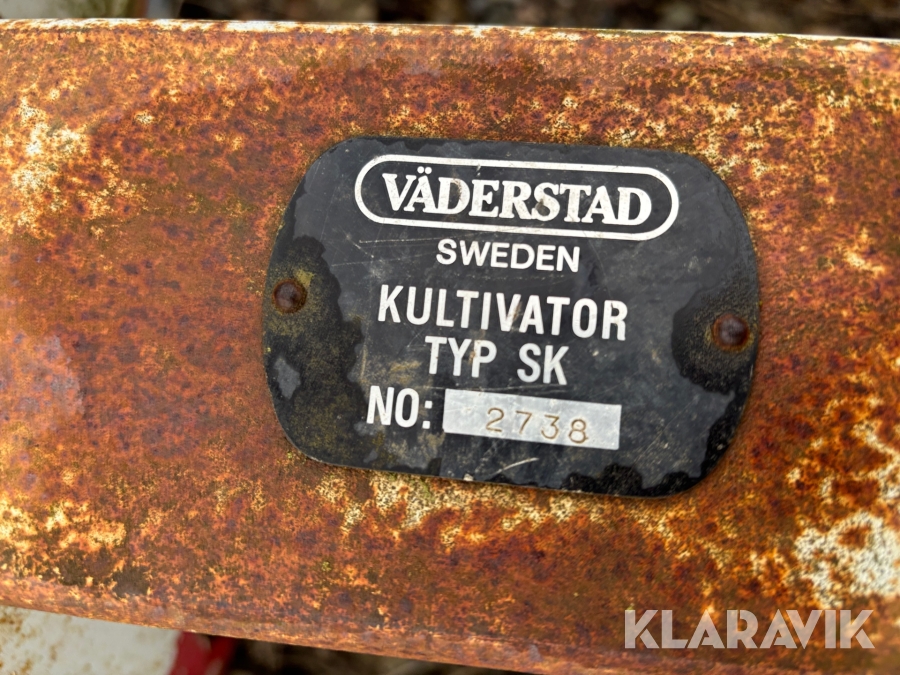 VÄDERSTAD
SWEDEN
KULTIVATOR
TYP SK
NO: 2738
KLARAVIK